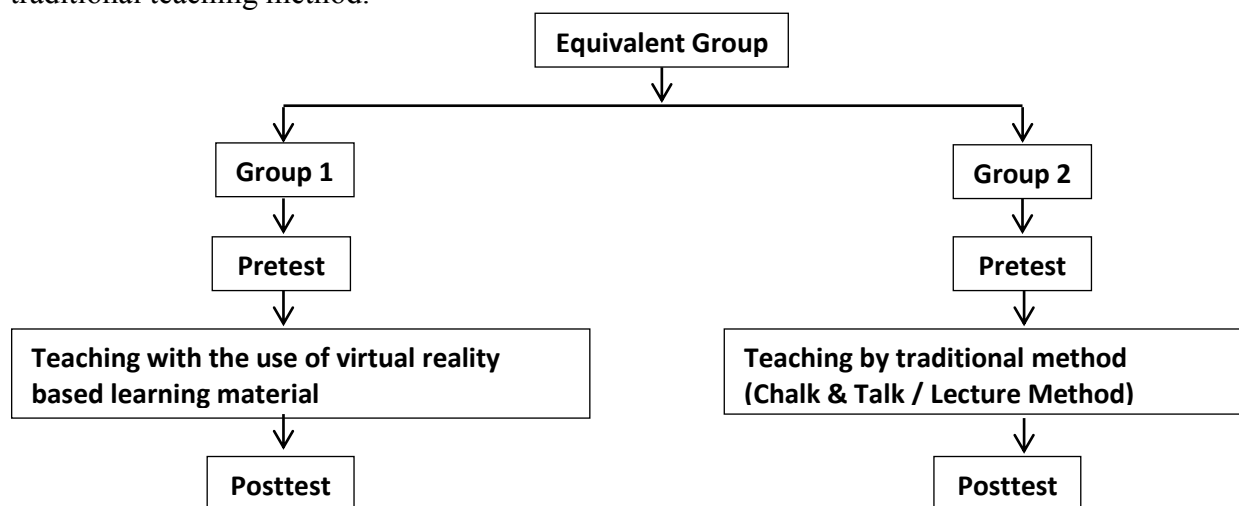 traditional teaching method.
Equivalent Group
Group 1
Group 2
Pretest
Pretest
Teaching with the use of virtual reality
based learning material
Teaching by traditional method
(Chalk & Talk / Lecture Method)
Posttest
Posttest